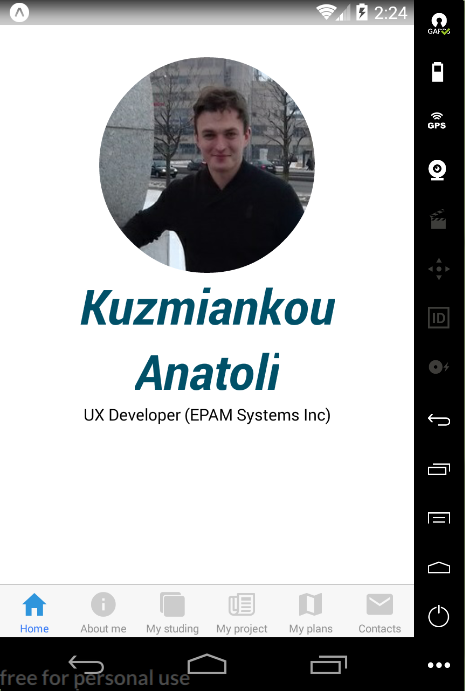 2:24
GAPPS
GPS
Kuzmiankou
Anatoli
UX Developer (EPAM Systems Inc)
ID
Home
About me
My studing
My project
My plans
Contacts
free for personal use